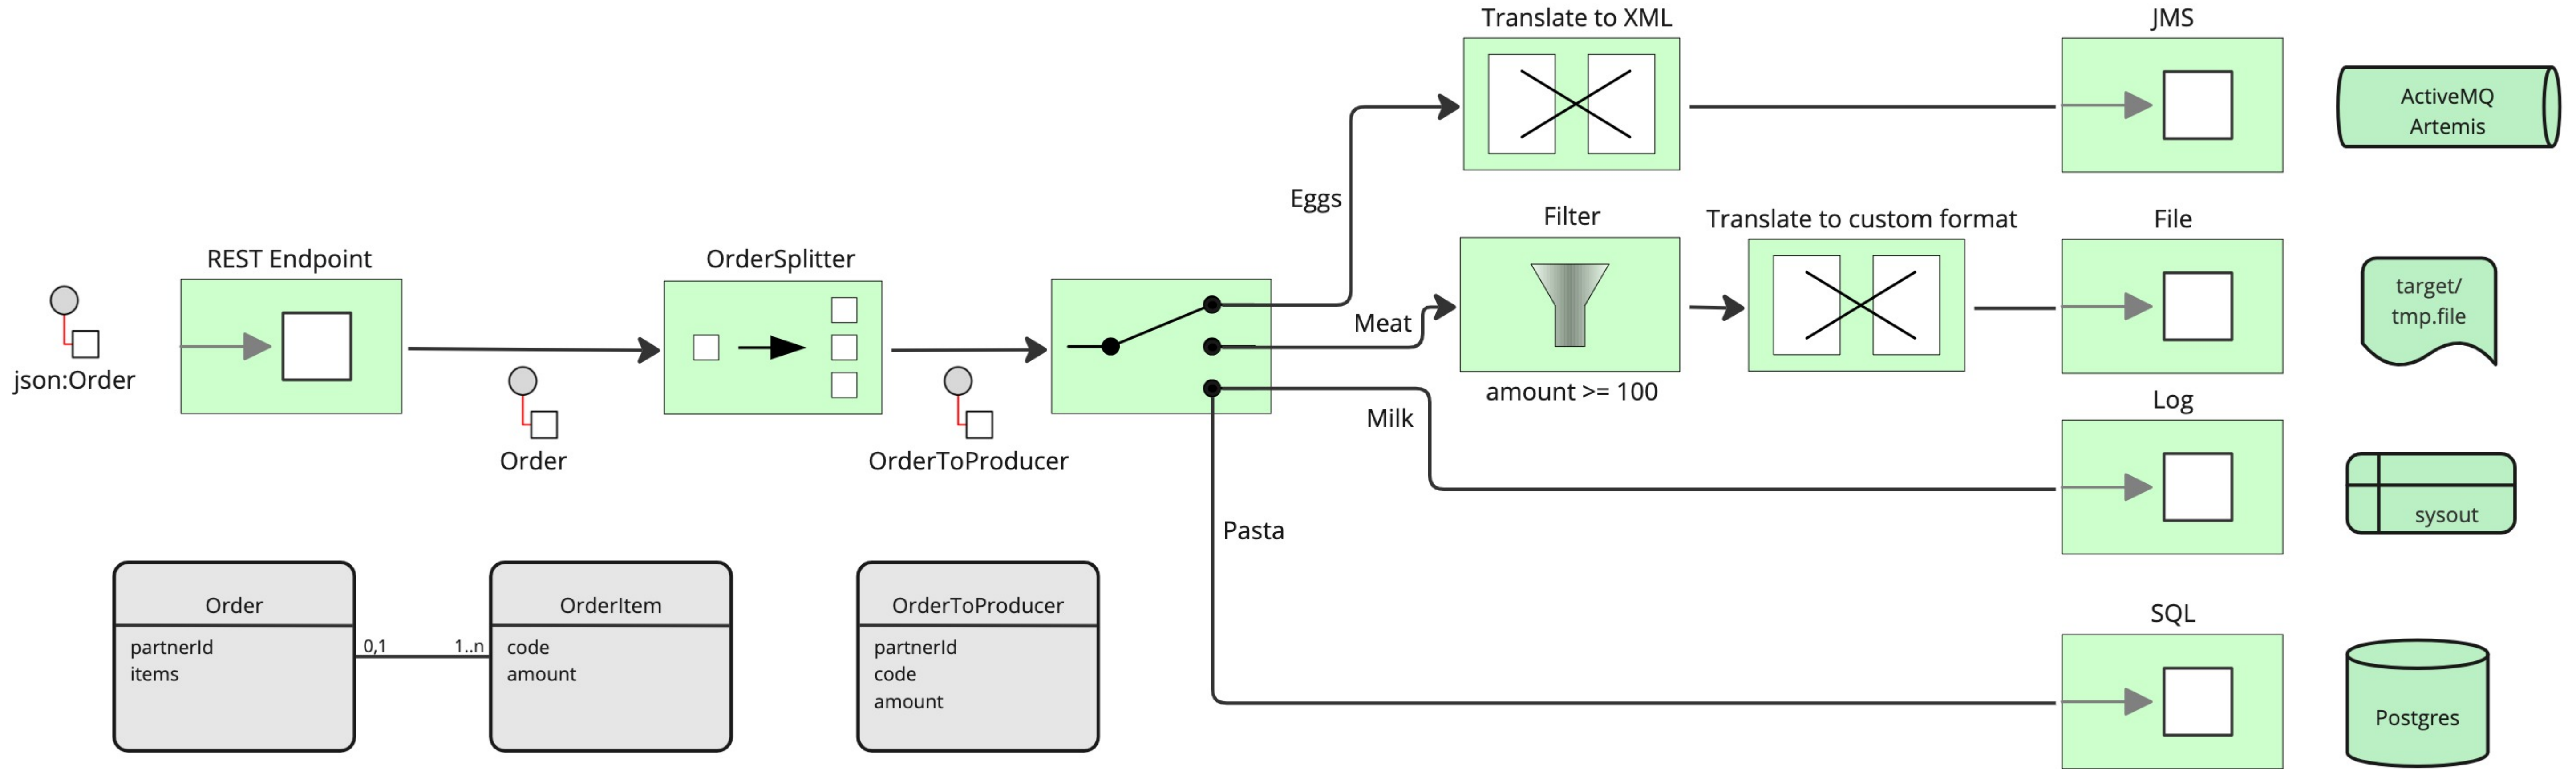 Translate to XML
JMS
ActiveMQ
Artemis
Eggs
Filter
Translate to custom format
File
REST Endpoint
OrderSplitter
target/
tmp.file
Meat
json:Order
amount >= 100
Log
Milk
Order
OrderToProducer
sysout
Pasta
Order
partnerId
items
0,1
1..n
OrderItem
code
amount
OrderToProducer
partnerId
code
amount
SQL
Postgres